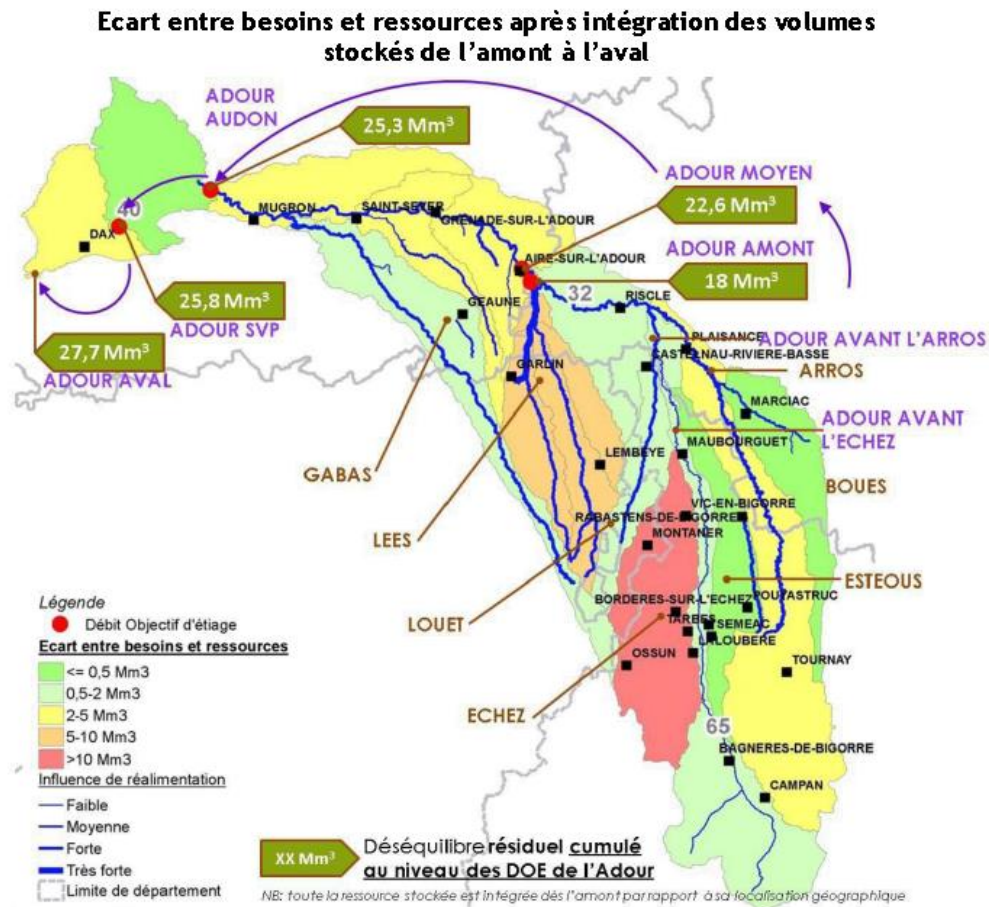 Ecart entre besoins et ressources après intégration des volumes
stockés de l'amont à l'aval
ADOUR
AUDON
25,3 Mm³
ADOUR MOYEN
22,6 Mm³
ADOUR AMONT
18 Mm³
40
DAX
MUGRON
SAINT-SEVER
GRENADE-SUR-L'ADOUR
AIRE-SUR-L'ADOUR
32
RISCLE
25,8 Mm³
ADOUR SVP
27,7 Mm³
ADOUR AVAL
GEAUNE
PLAISANCE
ADOUR AVANT L'ARROS
CASTELNAU-RIVIERE-BASSE
ARROS
GARLIN
MARCIAC
ADOUR AVANT
L'ECHEZ
MAUBOURGUET
LEMBEYE
GABAS
BOUES
VIC-EN-BIGORRE
RABASTENS-DE-BIGORRE
MONTANER
LEES
ESTEOUS
BORDERES-SUR-L'ECHEZ
POUYASTRUC
TARBES
SEMEAC
LALOUBERE
LOUET
OSSUN
TOURNAY
ECHEZ
65
BAGNERES-DE-BIGORRE
CAMPAN
Légende
Débit Objectif d'étiage
Ecart entre besoins et ressources
<= 0,5 Mm3
0,5-2 Mm3
2-5 Mm3
5-10 Mm3
>10 Mm3
Influence de réalimentation
Faible
Moyenne
Forte
Très forte
Limite de département
XX Mm³
Déséquilibre résiduel cumulé
au niveau des DOE de l'Adour
NB: toute la ressource stockée est intégrée dès l'amont par rapport à sa localisation géographique